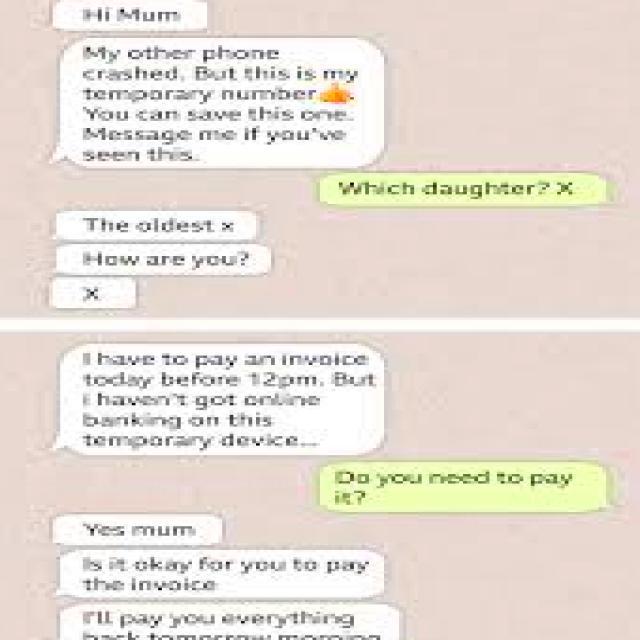 Hi Mum
My other phone
crashed. But this is my
temporary number
You can save this one.
Message me if you've
seen this.
Which daughter? X
The oldest x
How are you?
X
I have to pay an invoice
today before 12pm. But
i haven't got online
banking on this
temporary device...
Do you need to pay
it?
Yes mum
Is it okay for you to pay
the invoice
I'll pay you everything
back tomorrow morning